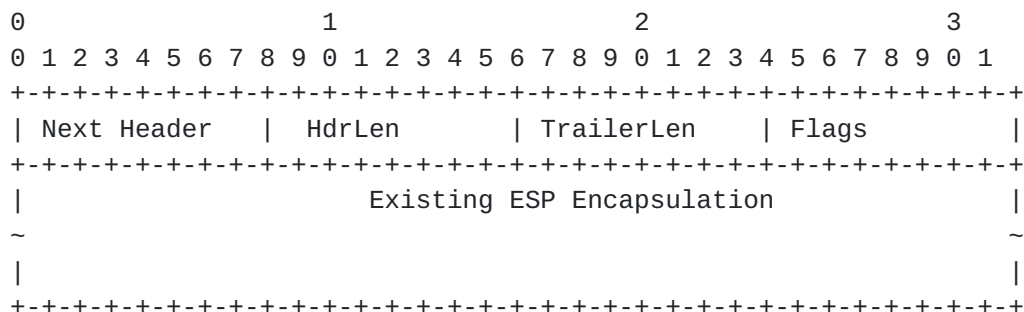 0                   1                   2                   3
0 1 2 3 4 5 6 7 8 9 0 1 2 3 4 5 6 7 8 9 0 1 2 3 4 5 6 7 8 9 0 1
+-+-+-+-+-+-+-+-+-+-+-+-+-+-+-+-+-+-+-+-+-+-+-+-+-+-+-+-+-+-+-+-+
| Next Header   |  HdrLen       | TrailerLen    | Flags         |
+-+-+-+-+-+-+-+-+-+-+-+-+-+-+-+-+-+-+-+-+-+-+-+-+-+-+-+-+-+-+-+-+
|                      Existing ESP Encapsulation               |
~                                                               ~
|                                                               |
+-+-+-+-+-+-+-+-+-+-+-+-+-+-+-+-+-+-+-+-+-+-+-+-+-+-+-+-+-+-+-+-+